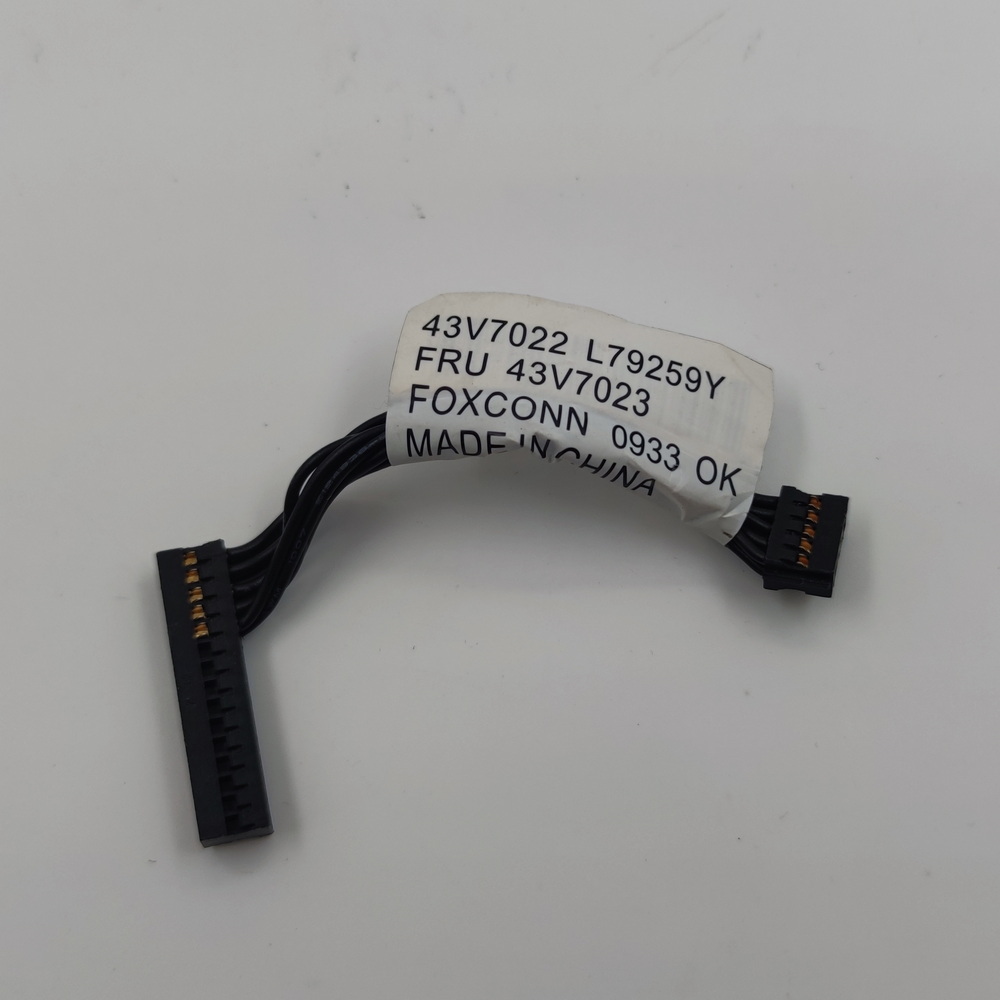 43V7022 L79259Y
FRU 43V7023
FOXCONN 0933 OK
MADE IN CHINA